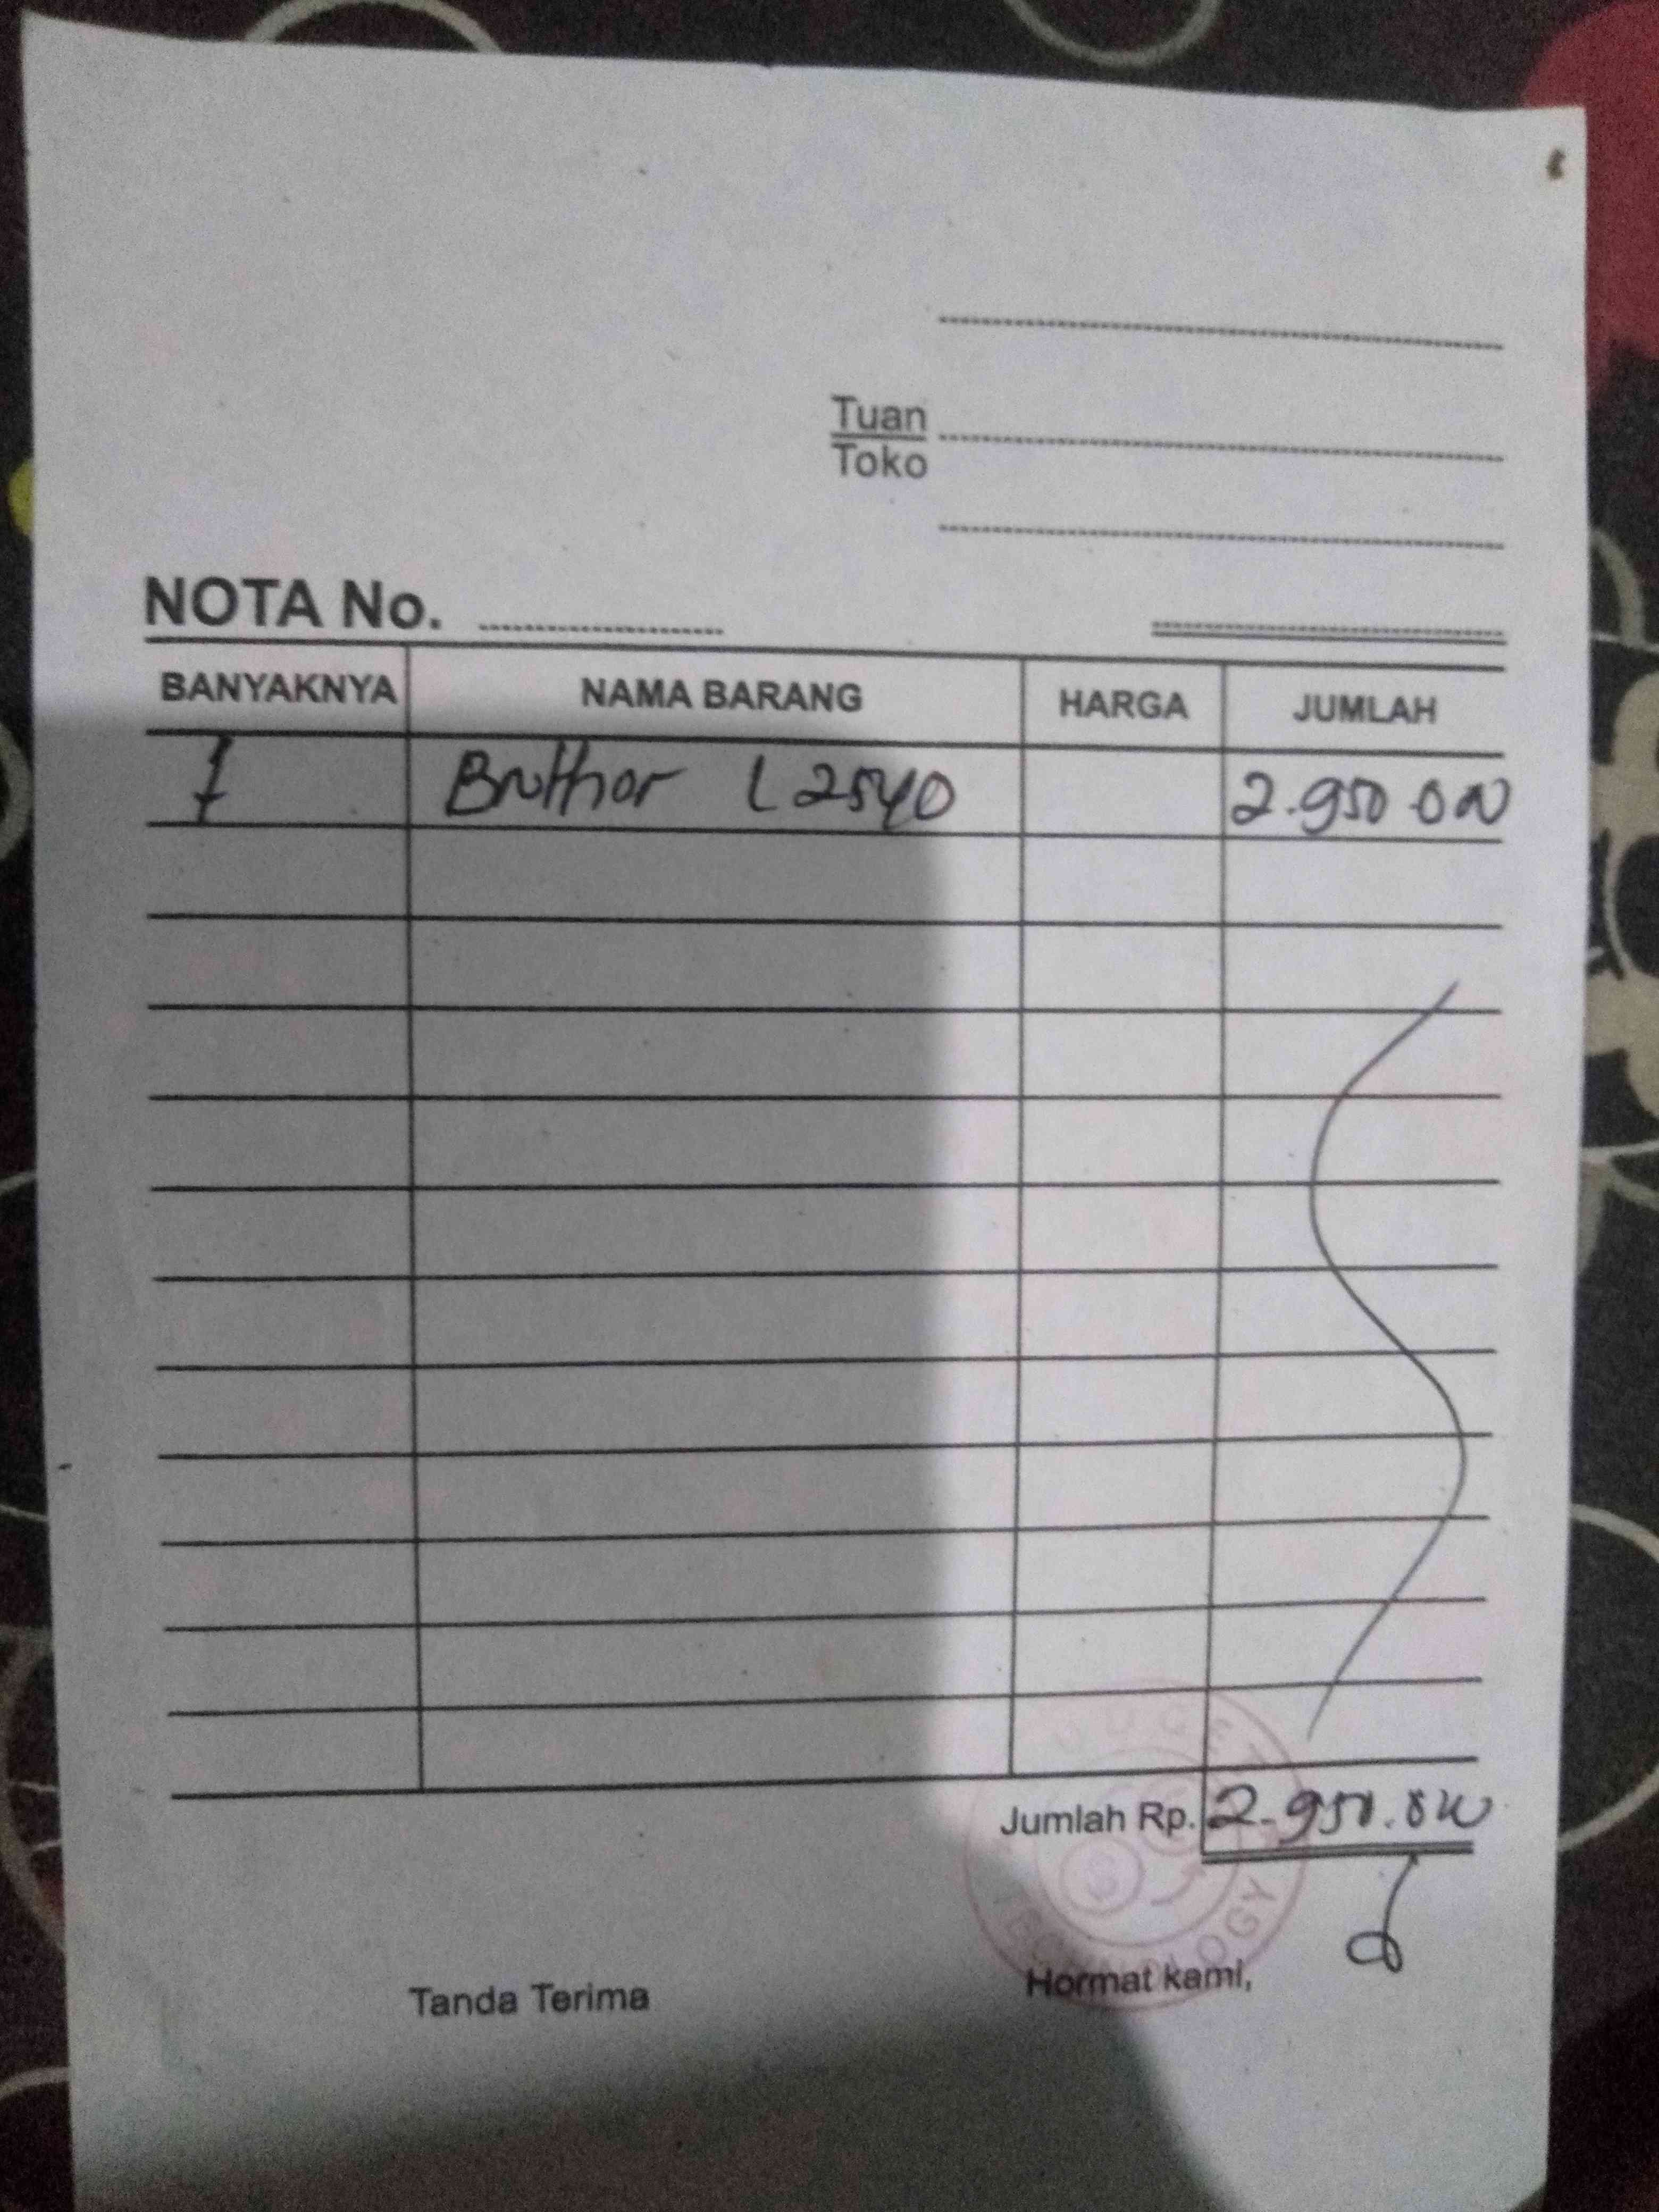 Tuan
Toko
NOTA No.
BANYAKNYA NAMA BARANG HARGA JUMLAH
1 Brother L2540 2.950.000
Jumlah Rp. 2.950.000
Tanda Terima Hormat kami,